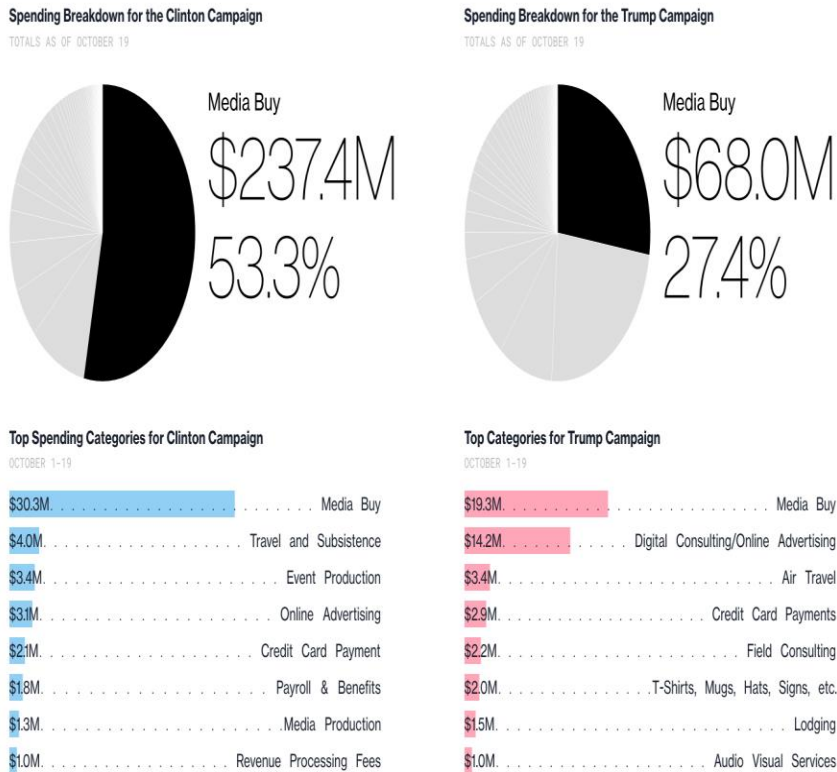 Spending Breakdown for the Clinton Campaign
TOTALS AS OF OCTOBER 19
Media Buy
$237.4M
53.3%
Spending Breakdown for the Trump Campaign
TOTALS AS OF OCTOBER 19
Media Buy
$68.0M
27.4%
Top Spending Categories for Clinton Campaign
OCTOBER 1-19
$30.3M. . . . . . . . . . . . . . . . . . . . . . . . Media Buy
$4.0M. . . . . . . . . . . . . . . . . . Travel and Subsistence
$3.4M. . . . . . . . . . . . . . . . . . . . . Event Production
$3.1M. . . . . . . . . . . . . . . . . . . . Online Advertising
$2.1M. . . . . . . . . . . . . . . . . . Credit Card Payment
$1.8M. . . . . . . . . . . . . . . . . . . . Payroll & Benefits
$1.3M. . . . . . . . . . . . . . . . . . . . .Media Production
$1.0M. . . . . . . . . . . . . . . . Revenue Processing Fees
Top Categories for Trump Campaign
OCTOBER 1-19
$19.3M. . . . . . . . . . . . . . . . . . . . . . . . Media Buy
$14.2M. . . . . . . . . . . Digital Consulting/Online Advertising
$3.4M. . . . . . . . . . . . . . . . . . . . . . . . . Air Travel
$2.9M. . . . . . . . . . . . . . . . . . Credit Card Payments
$2.2M. . . . . . . . . . . . . . . . . . . . . Field Consulting
$2.0M. . . . . . . . . . . . . .T-Shirts, Mugs, Hats, Signs, etc.
$1.5M. . . . . . . . . . . . . . . . . . . . . . . . . . Lodging
$1.0M. . . . . . . . . . . . . . . . . . Audio Visual Services